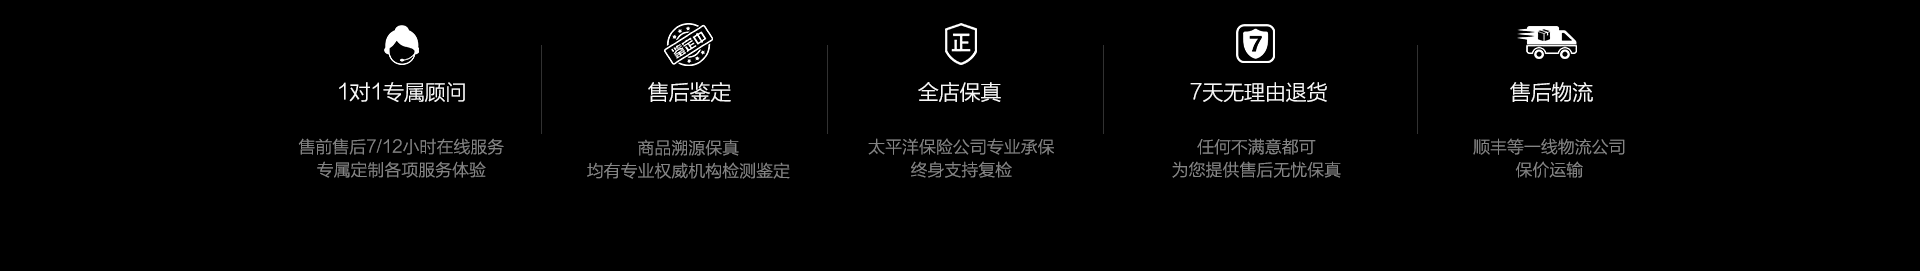 鉴定中
正
7
1对1专属顾问
售后鉴定
全店保真
7天无理由退货
售后物流
售前售后7/12小时在线服务
专属定制各项服务体验
商品溯源保真
均有专业权威机构检测鉴定
太平洋保险公司专业承保
终身支持复检
任何不满意都可
为您提供售后无忧保真
顺丰等一线物流公司
保价运输